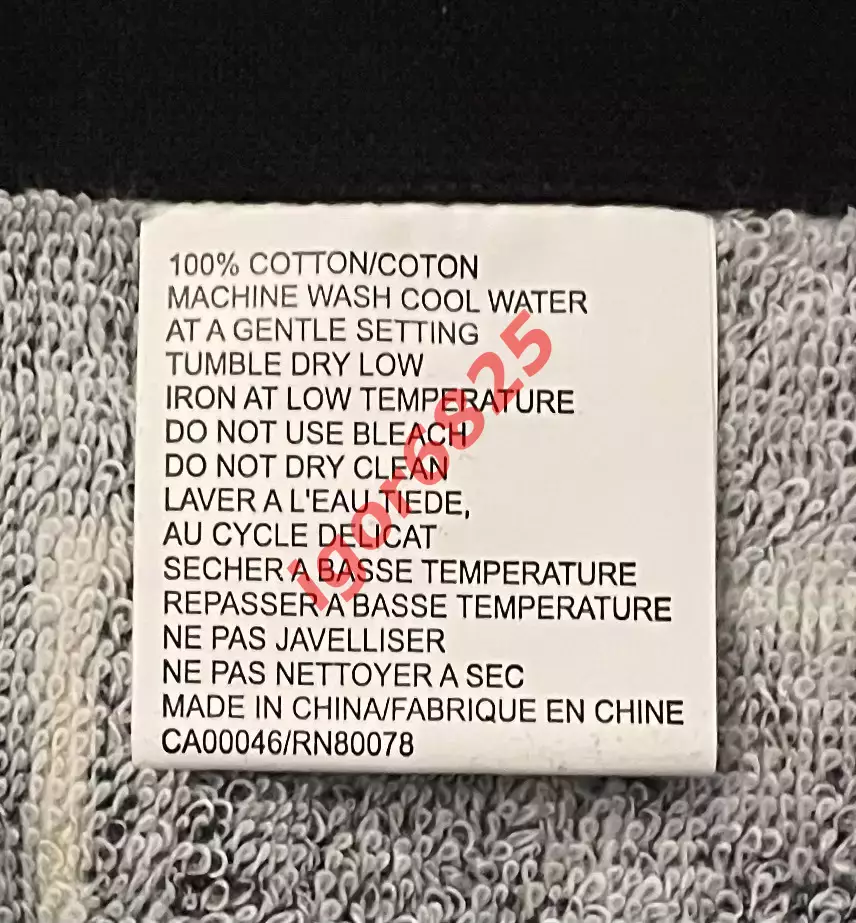 100% COTTON/COTON
MACHINE WASH COOL WATER
AT A GENTLE SETTING
TUMBLE DRY LOW
IRON AT LOW TEMPERATURE
DO NOT USE BLEACH
DO NOT DRY CLEAN
LAVER A L'EAU TIEDE,
AU CYCLE DELICAT
SECHER A BASSE TEMPERATURE
REPASSER A BASSE TEMPERATURE
NE PAS JAVELLISER
NE PAS NETTOYER A SEC
MADE IN CHINA/FABRIQUE EN CHINE
CA00046/RN80078
igor6825